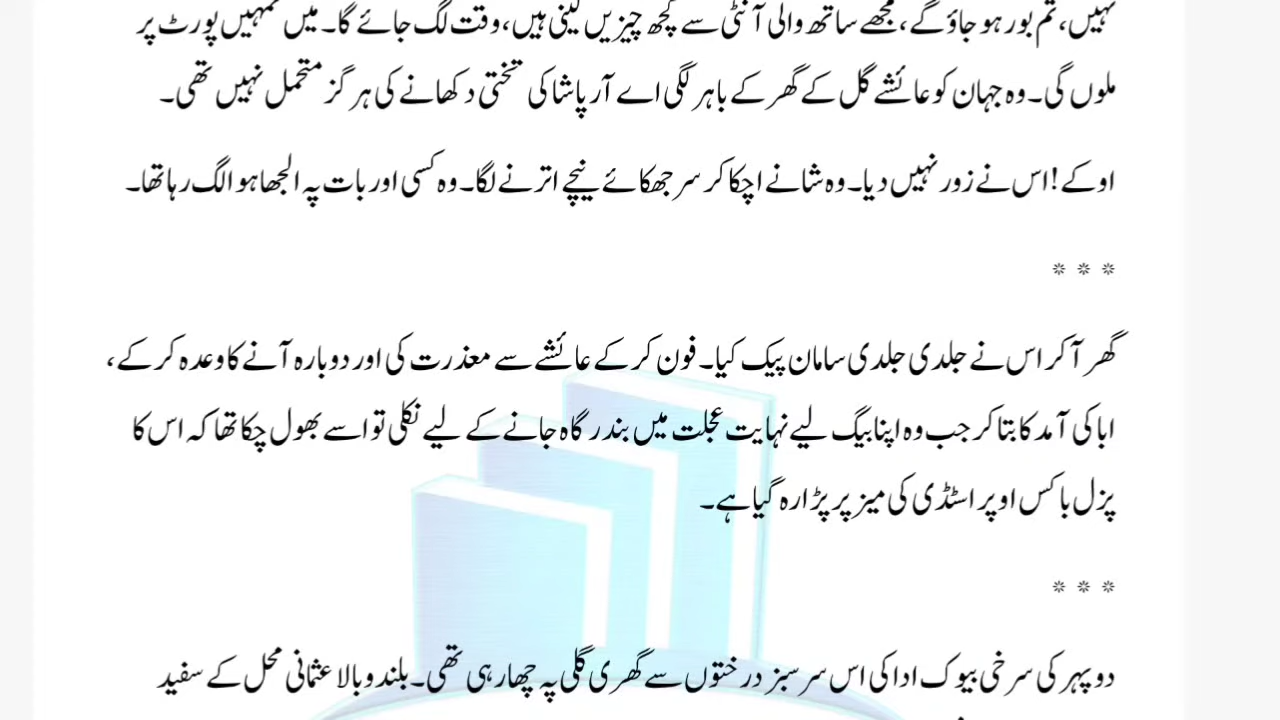 نہیں، تم بور ہو جاؤ گے، مجھے ساتھ والی آنٹی سے کچھ چیزیں لینی ہیں، وقت لگ جائے گا۔ میں تمہیں پورٹ پر
ملوں گی۔ وہ جہان کو عائشے گل کے گھر کے باہر لگی اے آر پاشا کی تختی دکھانے کی ہر گز متحمل نہیں تھی۔
اوکے! اس نے زور نہیں دیا۔ وہ شانے اچکا کر سر جھکائے نیچے اترنے لگا۔ وہ کسی اور بات پہ الجھا ہوا لگ رہا تھا۔
* * *
گھر آکر اس نے جلدی جلدی سامان پیک کیا۔ فون کر کے عائشے سے معذرت کی اور دوبارہ آنے کا وعدہ کر کے،
ابا کی آمد کا بتا کر جب وہ اپنا بیگ لیے نہایت عجلت میں بندر گاہ جانے کے لیے نکلی تو اسے بھول چکا تھا کہ اس کا
پزل باکس اوپر اسٹڈی کی میز پر پڑا رہ گیا ہے۔
* * *
دوپہر کی سرخی بیوک ادا کی اس سر سبز درختوں سے گھری گلی پہ چھا رہی تھی۔ بلند و بالا عثمانی محل کے سفید